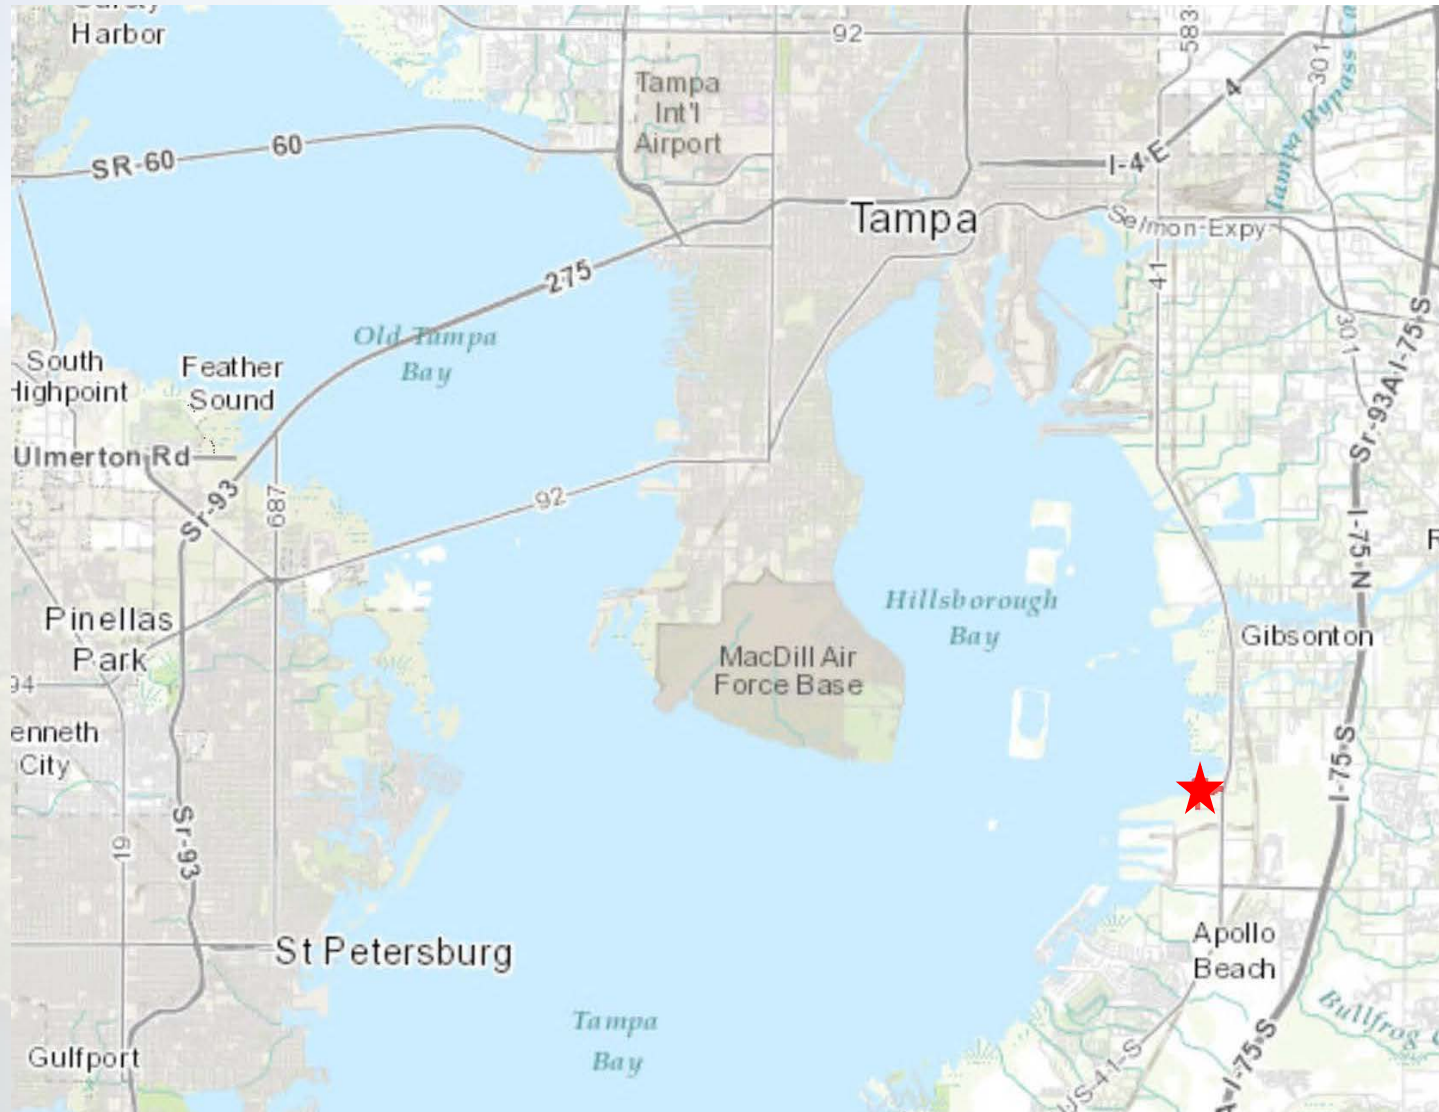 Harbor
92
583
301
Tampa
Int'l
Airport
4
Tampa Bypass Ca
SR-60
60
I-4 E
Tampa
Selmon-Expy
41
275
Old Tampa
Bay
301
South
Highpoint
Feather
Sound
Sr-93A I-75-S
Ulmerton Rd
Sr-93
687
92
I-75-N
Hillsborough
Bay
Pinellas
Park
Gibsonton
MacDill Air
Force Base
94
enneth
City
I-75-S
19
Sr-93
St Petersburg
Apollo
Beach
Tampa
Bay
Bullfrog C
Gulfport
US-41-S
A-I-75-S